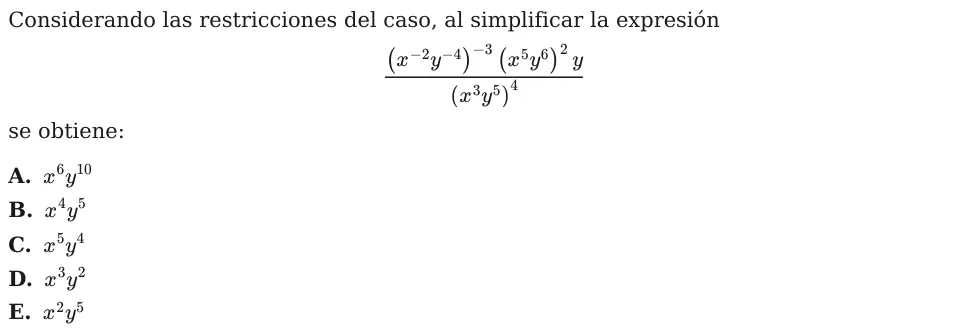 Considerando las restricciones del caso, al simplificar la expresión
\frac{(x^{-2}y^{-4})^{-3} (x^5y^6)^2 y}{(x^3y^5)^4}
se obtiene:
A. x^6y^{10}
B. x^4y^5
C. x^5y^4
D. x^3y^2
E. x^2y^5